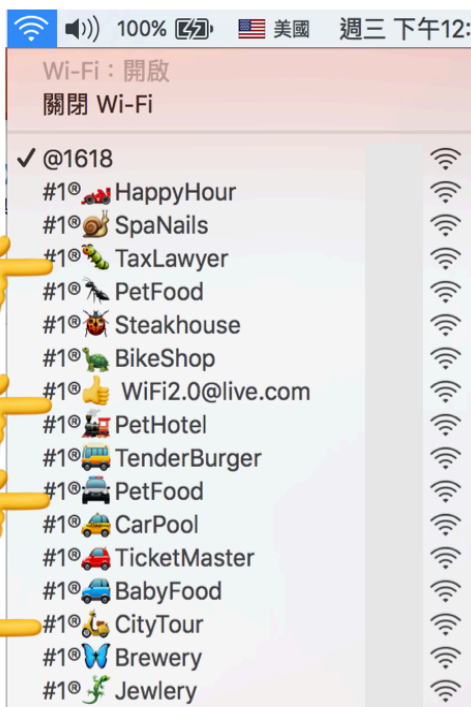 100% 美國 週三 下午12:
Wi-Fi：開啟
關閉 Wi-Fi
✓ @1618
#1®🏎️HappyHour
#1®🐌SpaNails
#1®🐛TaxLawyer
#1®🐜PetFood
#1®🐞Steakhouse
#1®🐢BikeShop
#1®👍 WiFi2.0@live.com
#1®🚂PetHotel
#1®🚌TenderBurger
#1®🚔PetFood
#1®🚖CarPool
#1®🚗TicketMaster
#1®🚙BabyFood
#1®🛵CityTour
#1®🦋Brewery
#1®🦎Jewlery